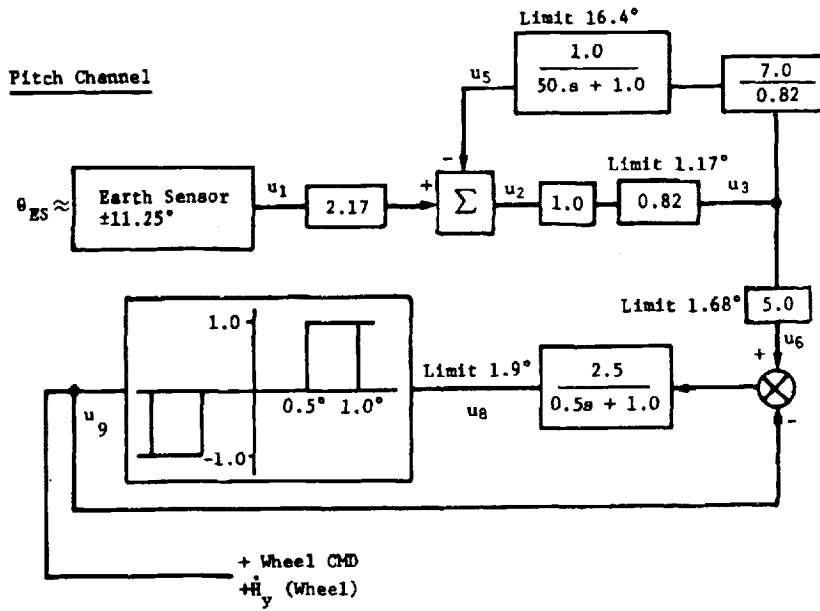 Limit 16.4°
Pitch Channel
u5
1.0
50.s + 1.0
7.0
0.82
-
θES ≈
Earth Sensor
±11.25°
u1
2.17
+
Σ
u2
1.0
Limit 1.17°
0.82
u3
Limit 1.68°
5.0
u6
+
1.0
0.5° 1.0°
-1.0
u9
Limit 1.9°
u8
2.5
0.5s + 1.0
-
+ Wheel CMD
+Ḣy (Wheel)